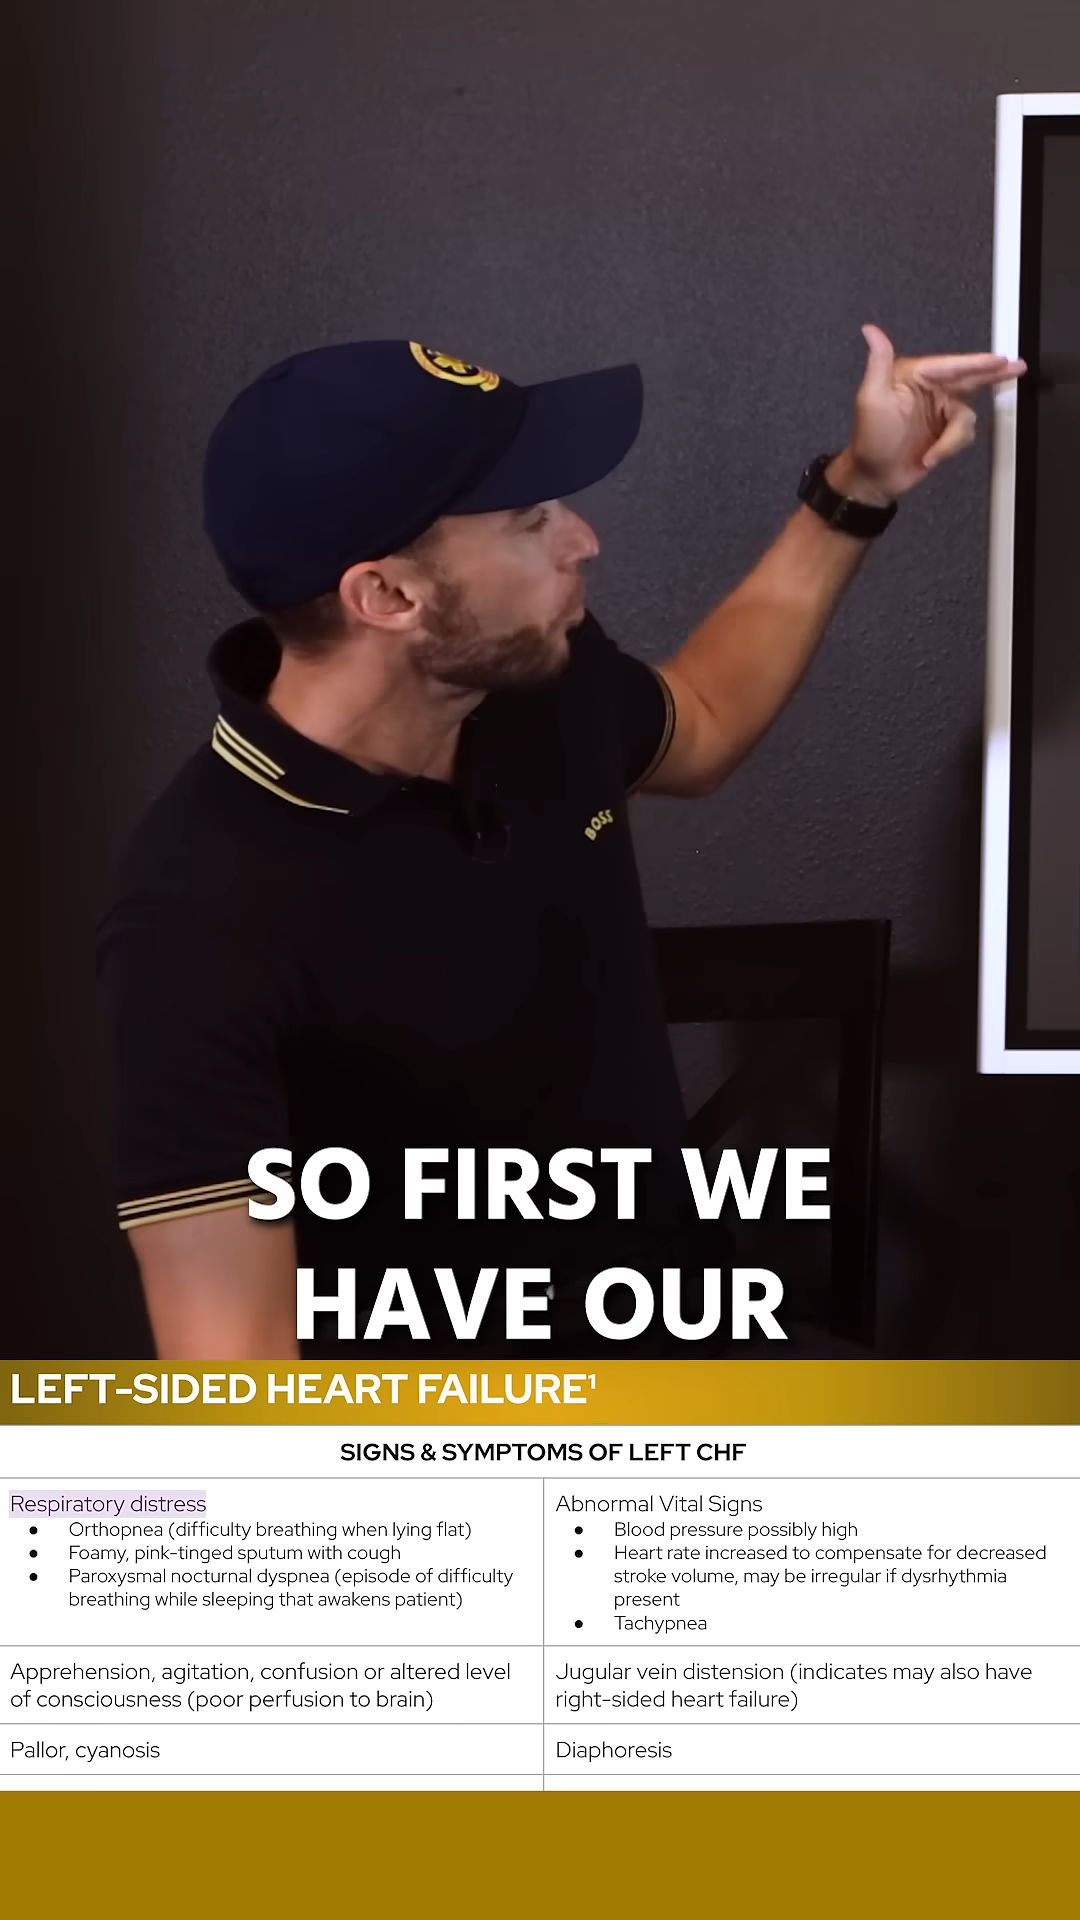 BOSS
SO FIRST WE
HAVE OUR
LEFT-SIDED HEART FAILURE¹
SIGNS & SYMPTOMS OF LEFT CHF
Respiratory distress
● Orthopnea (difficulty breathing when lying flat)
● Foamy, pink-tinged sputum with cough
● Paroxysmal nocturnal dyspnea (episode of difficulty
breathing while sleeping that awakens patient)
Abnormal Vital Signs
● Blood pressure possibly high
● Heart rate increased to compensate for decreased
stroke volume, may be irregular if dysrhythmia
present
● Tachypnea
Apprehension, agitation, confusion or altered level
of consciousness (poor perfusion to brain)
Jugular vein distension (indicates may also have
right-sided heart failure)
Pallor, cyanosis
Diaphoresis